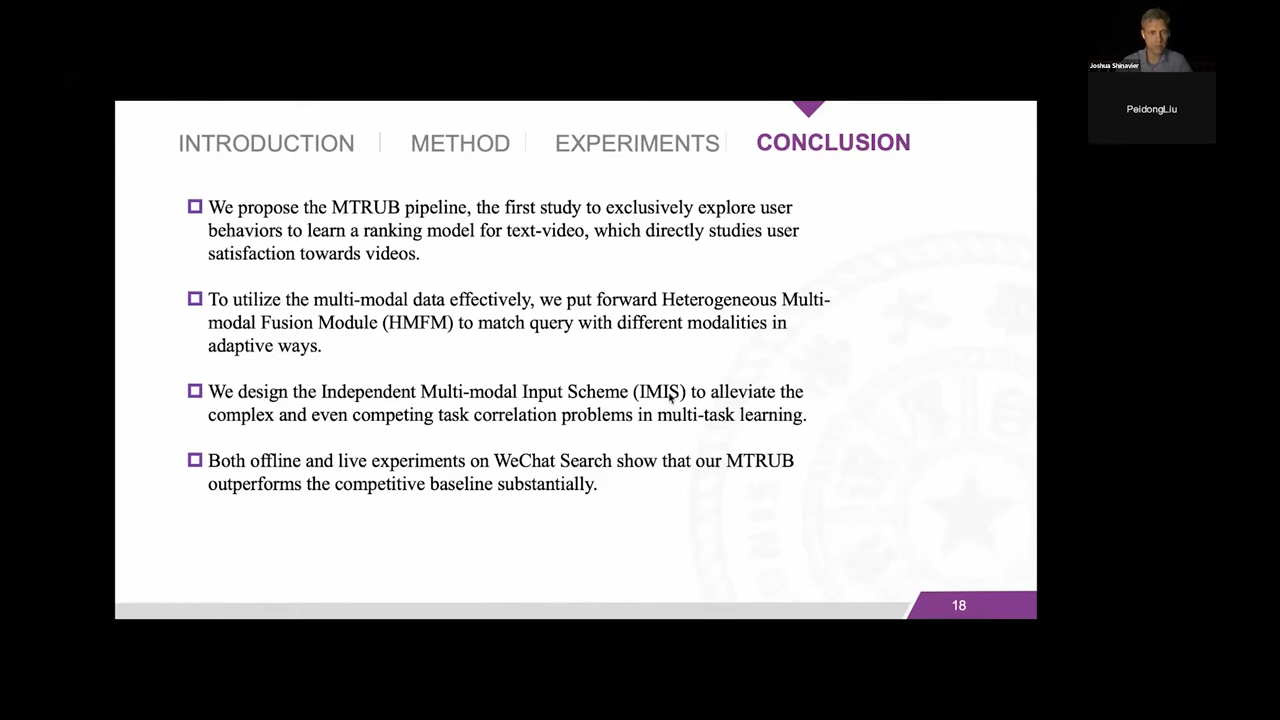 Joshua Shinavier
PeidongLiu
INTRODUCTION
METHOD
EXPERIMENTS
CONCLUSION
We propose the MTRUB pipeline, the first study to exclusively explore user
behaviors to learn a ranking model for text-video, which directly studies user
satisfaction towards videos.
To utilize the multi-modal data effectively, we put forward Heterogeneous Multi-
modal Fusion Module (HMFM) to match query with different modalities in
adaptive ways.
We design the Independent Multi-modal Input Scheme (IMIS) to alleviate the
complex and even competing task correlation problems in multi-task learning.
Both offline and live experiments on WeChat Search show that our MTRUB
outperforms the competitive baseline substantially.
18